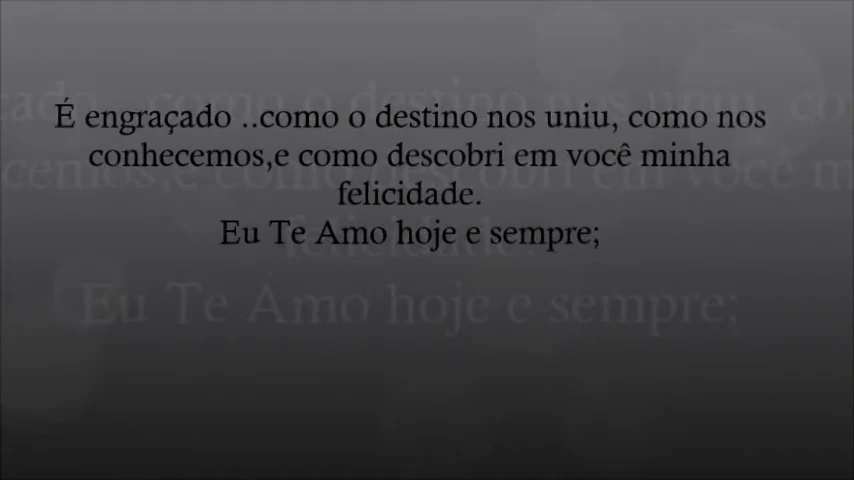 É engraçado ..como o destino nos uniu, como nos
conhecemos,e como descobri em você minha
felicidade.
Eu Te Amo hoje e sempre;